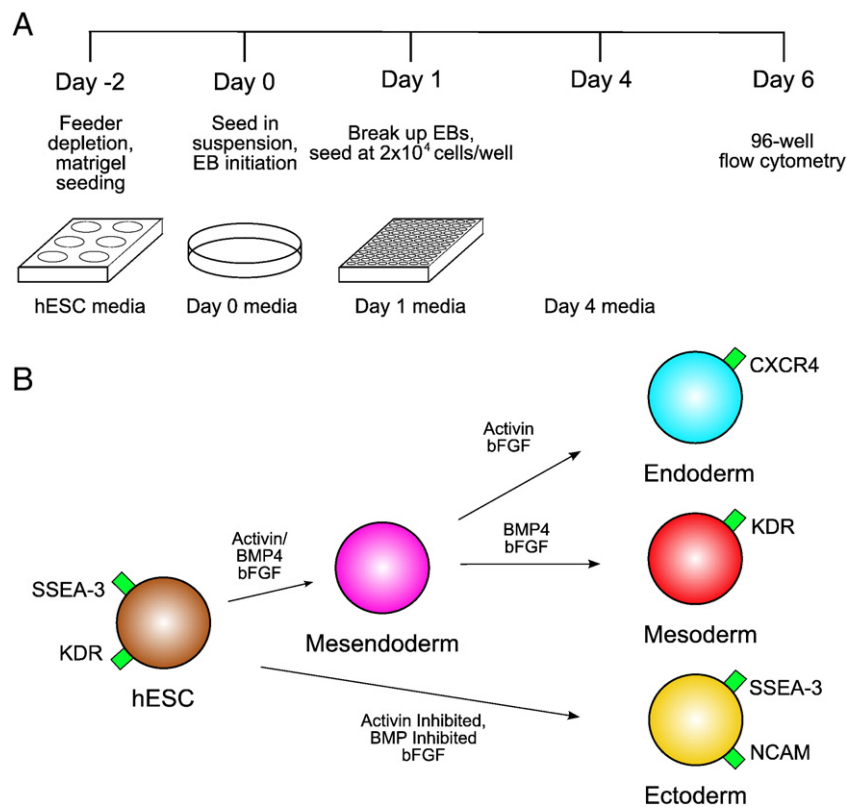 A
Day -2
Day 0
Day 1
Day 4
Day 6
Feeder
depletion,
matrigel
seeding
Seed in
suspension,
EB initiation
Break up EBs,
seed at 2x10⁴ cells/well
96-well
flow cytometry
hESC media
Day 0 media
Day 1 media
Day 4 media
B
CXCR4
Activin
bFGF
Endoderm
Activin/
BMP4
bFGF
BMP4
bFGF
KDR
SSEA-3
KDR
hESC
Mesendoderm
Mesoderm
Activin Inhibited,
BMP Inhibited
bFGF
SSEA-3
NCAM
Ectoderm